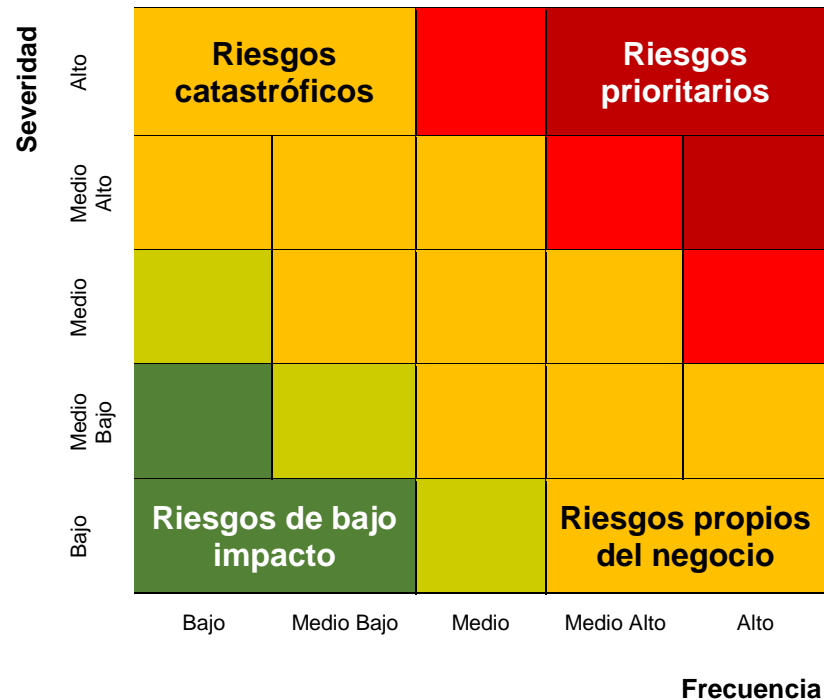 Severidad
Alto
Riesgos
catastróficos
Riesgos
prioritarios
Medio
Alto
Medio
Medio
Bajo
Bajo
Riesgos de bajo
impacto
Riesgos propios
del negocio
Bajo
Medio Bajo
Medio
Medio Alto
Alto
Frecuencia